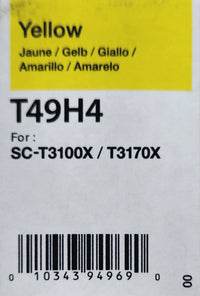 Yellow
Jaune / Gelb / Giallo /
Amarillo / Amarelo
T49H4
For :
SC-T3100X / T3170X
0 10343 94969 0
00